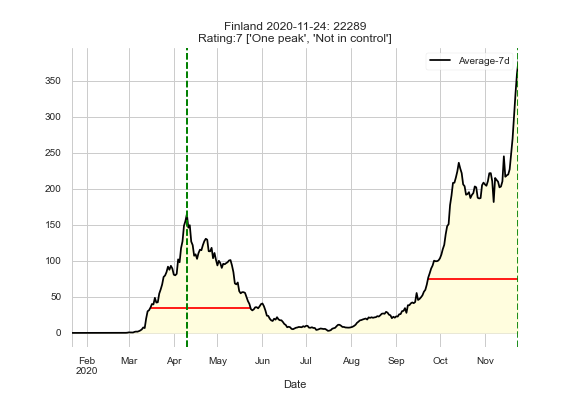 Finland 2020-11-24: 22289
Rating:7 ['One peak', 'Not in control']
Average-7d
350
300
250
200
150
100
50
0
Feb Mar Apr May Jun Jul Aug Sep Oct Nov
2020
Date